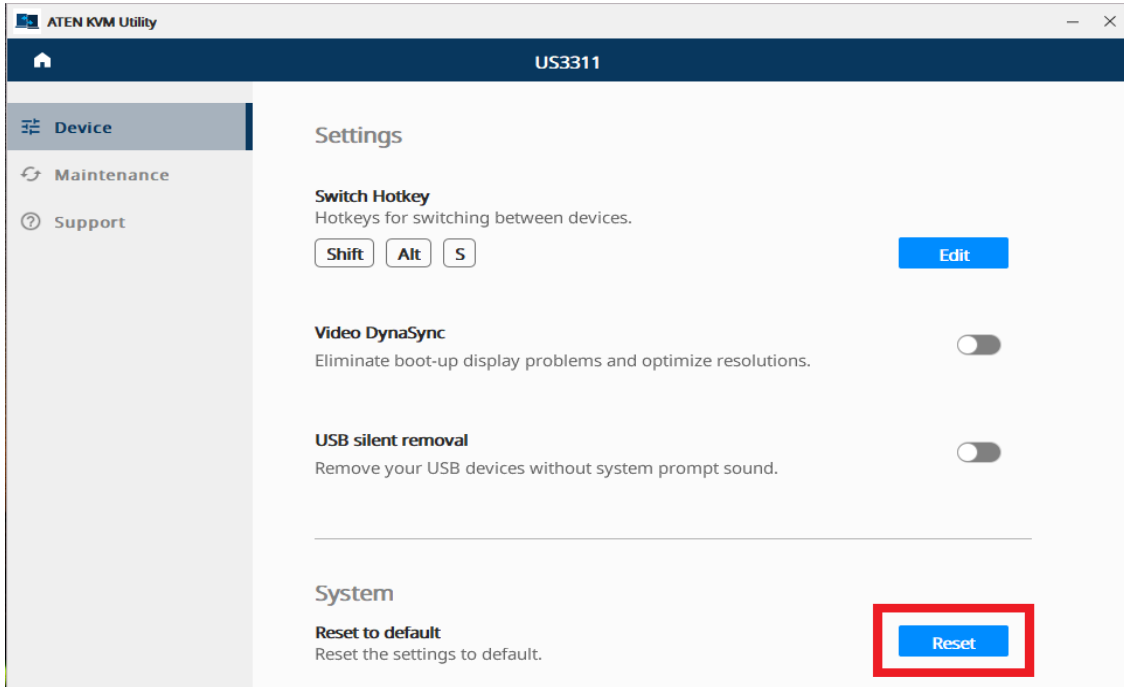 ATEN KVM Utility
US3311
Device
Maintenance
Support
Settings
Switch Hotkey
Hotkeys for switching between devices.
Shift Alt S
Edit
Video DynaSync
Eliminate boot-up display problems and optimize resolutions.
USB silent removal
Remove your USB devices without system prompt sound.
System
Reset to default
Reset the settings to default.
Reset